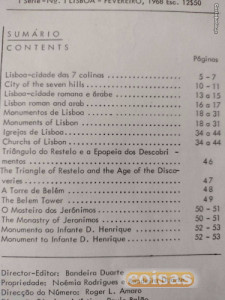 I Série-No. 1 LISBOA - FEVEREIRO, 1968 Esc. 12$50
SUMÁRIO
CONTENTS
Páginas
Lisboa-cidade das 7 colinas 5 - 7
City of the seven hills 10 - 11
Lisboa-cidade romana e árabe 13 a 15
Lisbon roman and arab 16 a 17
Monumentos de Lisboa 18 a 31
Monuments of Lisbon 18 a 31
Igrejas de Lisboa 34 a 44
Churchs of Lisbon 34 a 44
Triângulo do Restelo e a Epopeia dos Descobri-
mentos 46
The Triangle of Restelo and the Age of the Disco-
veries 47
A Torre de Belém 48
The Belem Tower 49
O Mosteiro dos Jerónimos 50 - 51
The Monastry of Jeronimos 50 - 51
Monumento ao Infante D. Henrique 52 - 53
Monument to Infante D. Henrique 52 - 53
Director-Editor: Bandeira Duarte
Propriedade: Noémia Rodrigues e
Direcção do Número: Roger L. Amaro
coisas